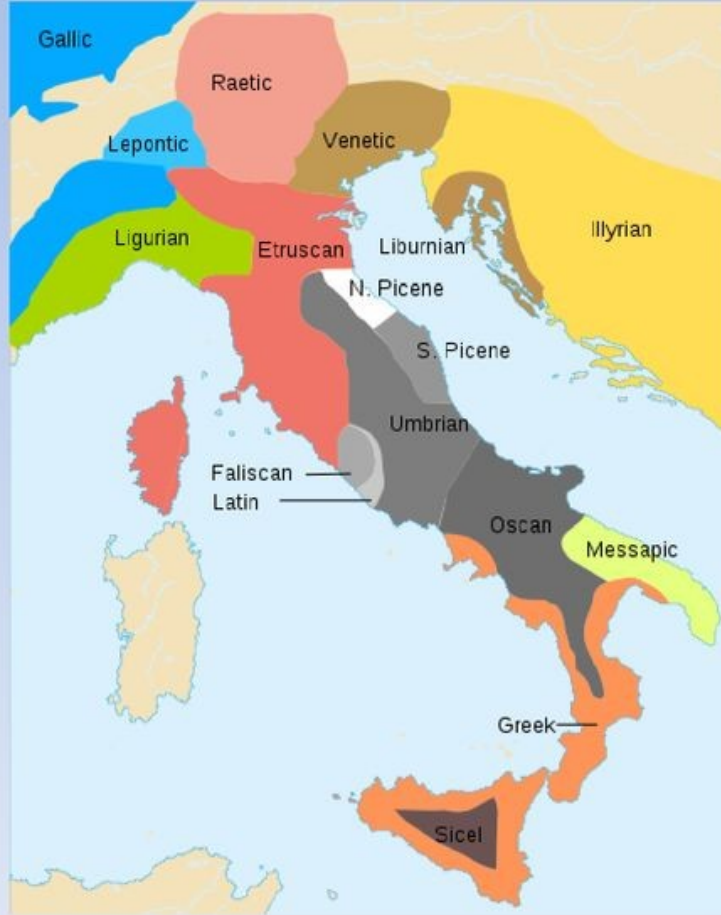 Gallic
Raetic
Lepontic
Venetic
Ligurian
Etruscan
Liburnian
Illyrian
N. Picene
S. Picene
Umbrian
Faliscan
Latin
Oscan
Messapic
Greek
Sicel